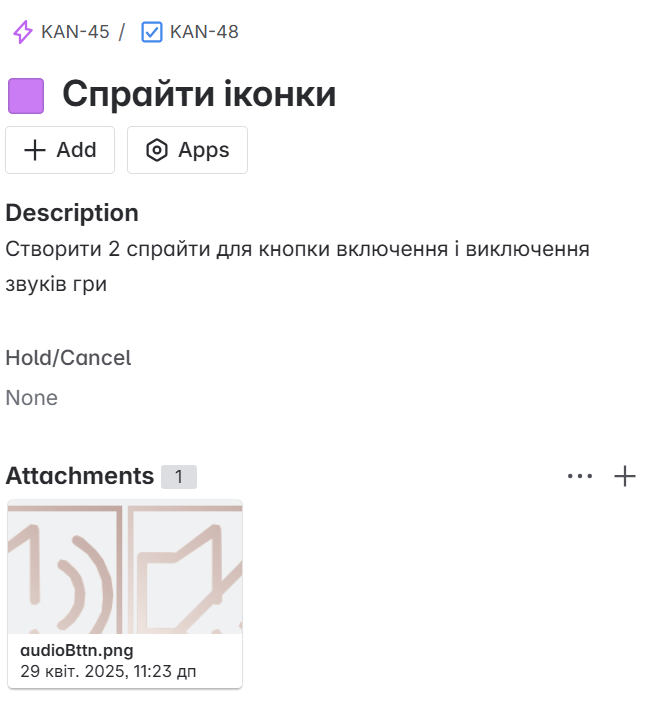 KAN-45 / KAN-48
Спрайти іконки
Add Apps
Description
Створити 2 спрайти для кнопки включення і виключення
звуків гри
Hold/Cancel
None
Attachments 1
audioBttn.png
29 квіт. 2025, 11:23 дп